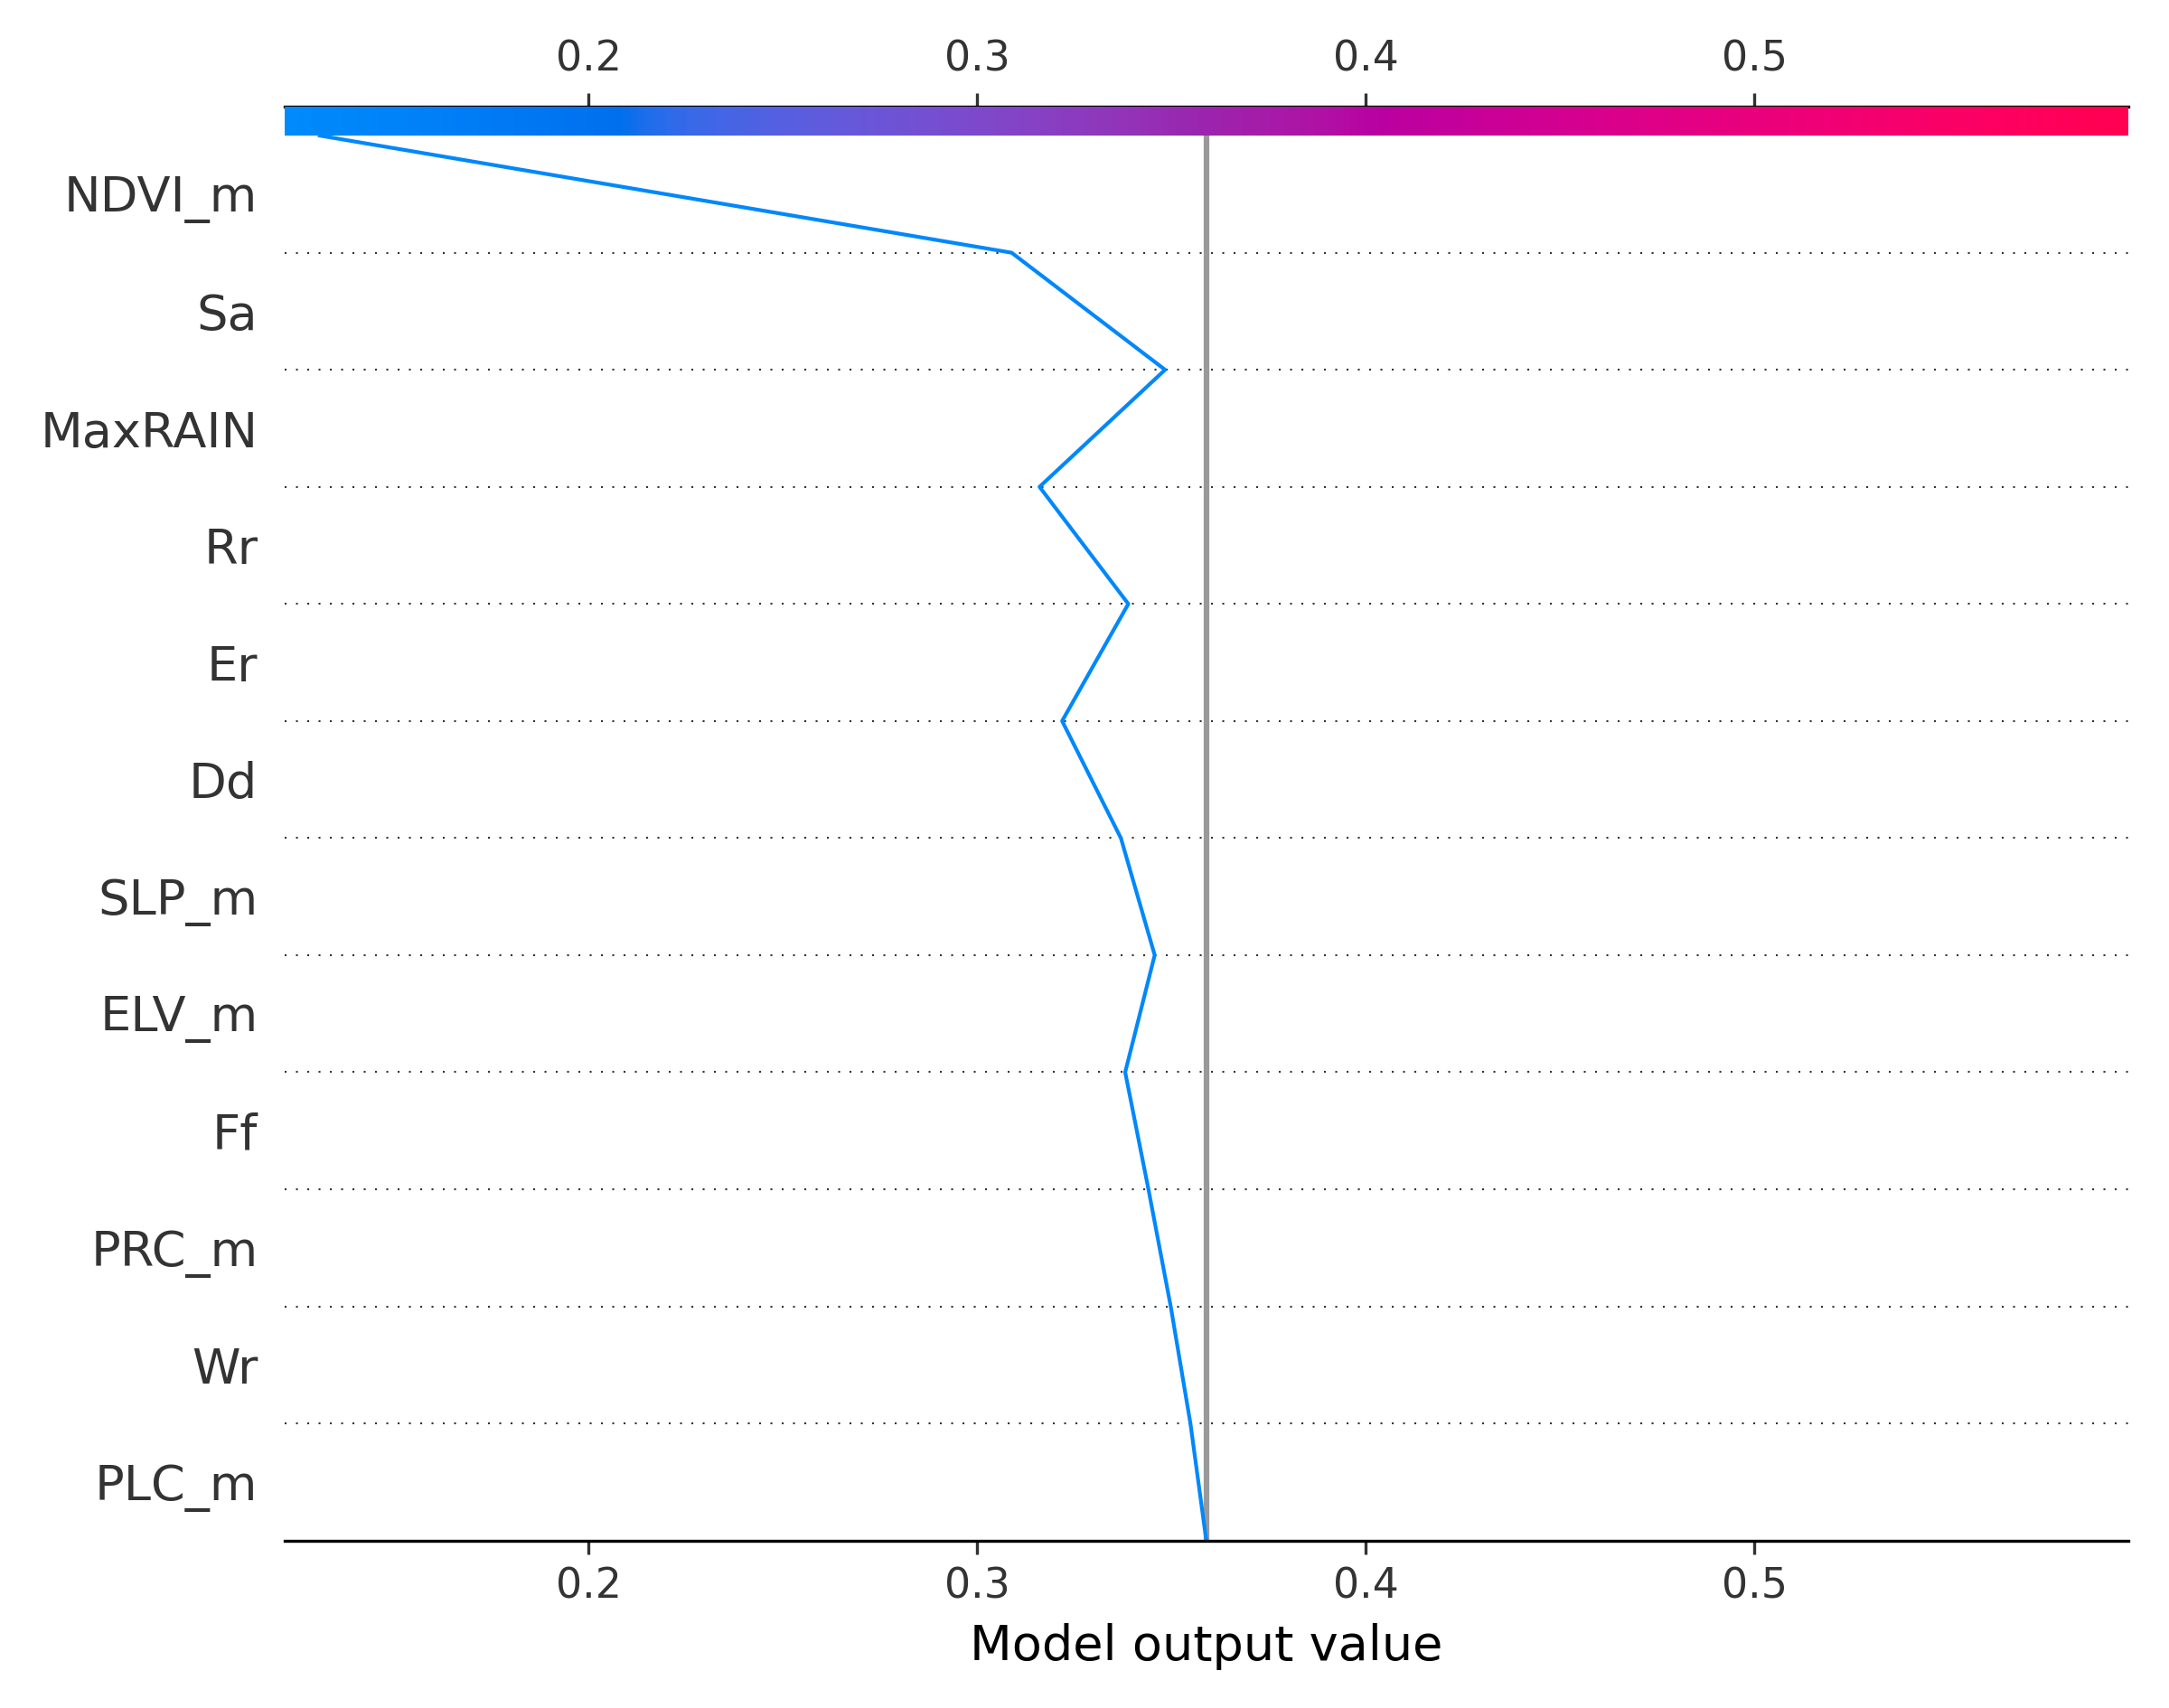 0.2 0.3 0.4 0.5
NDVI_m
Sa
MaxRAIN
Rr
Er
Dd
SLP_m
ELV_m
Ff
PRC_m
Wr
PLC_m
0.2 0.3 0.4 0.5
Model output value